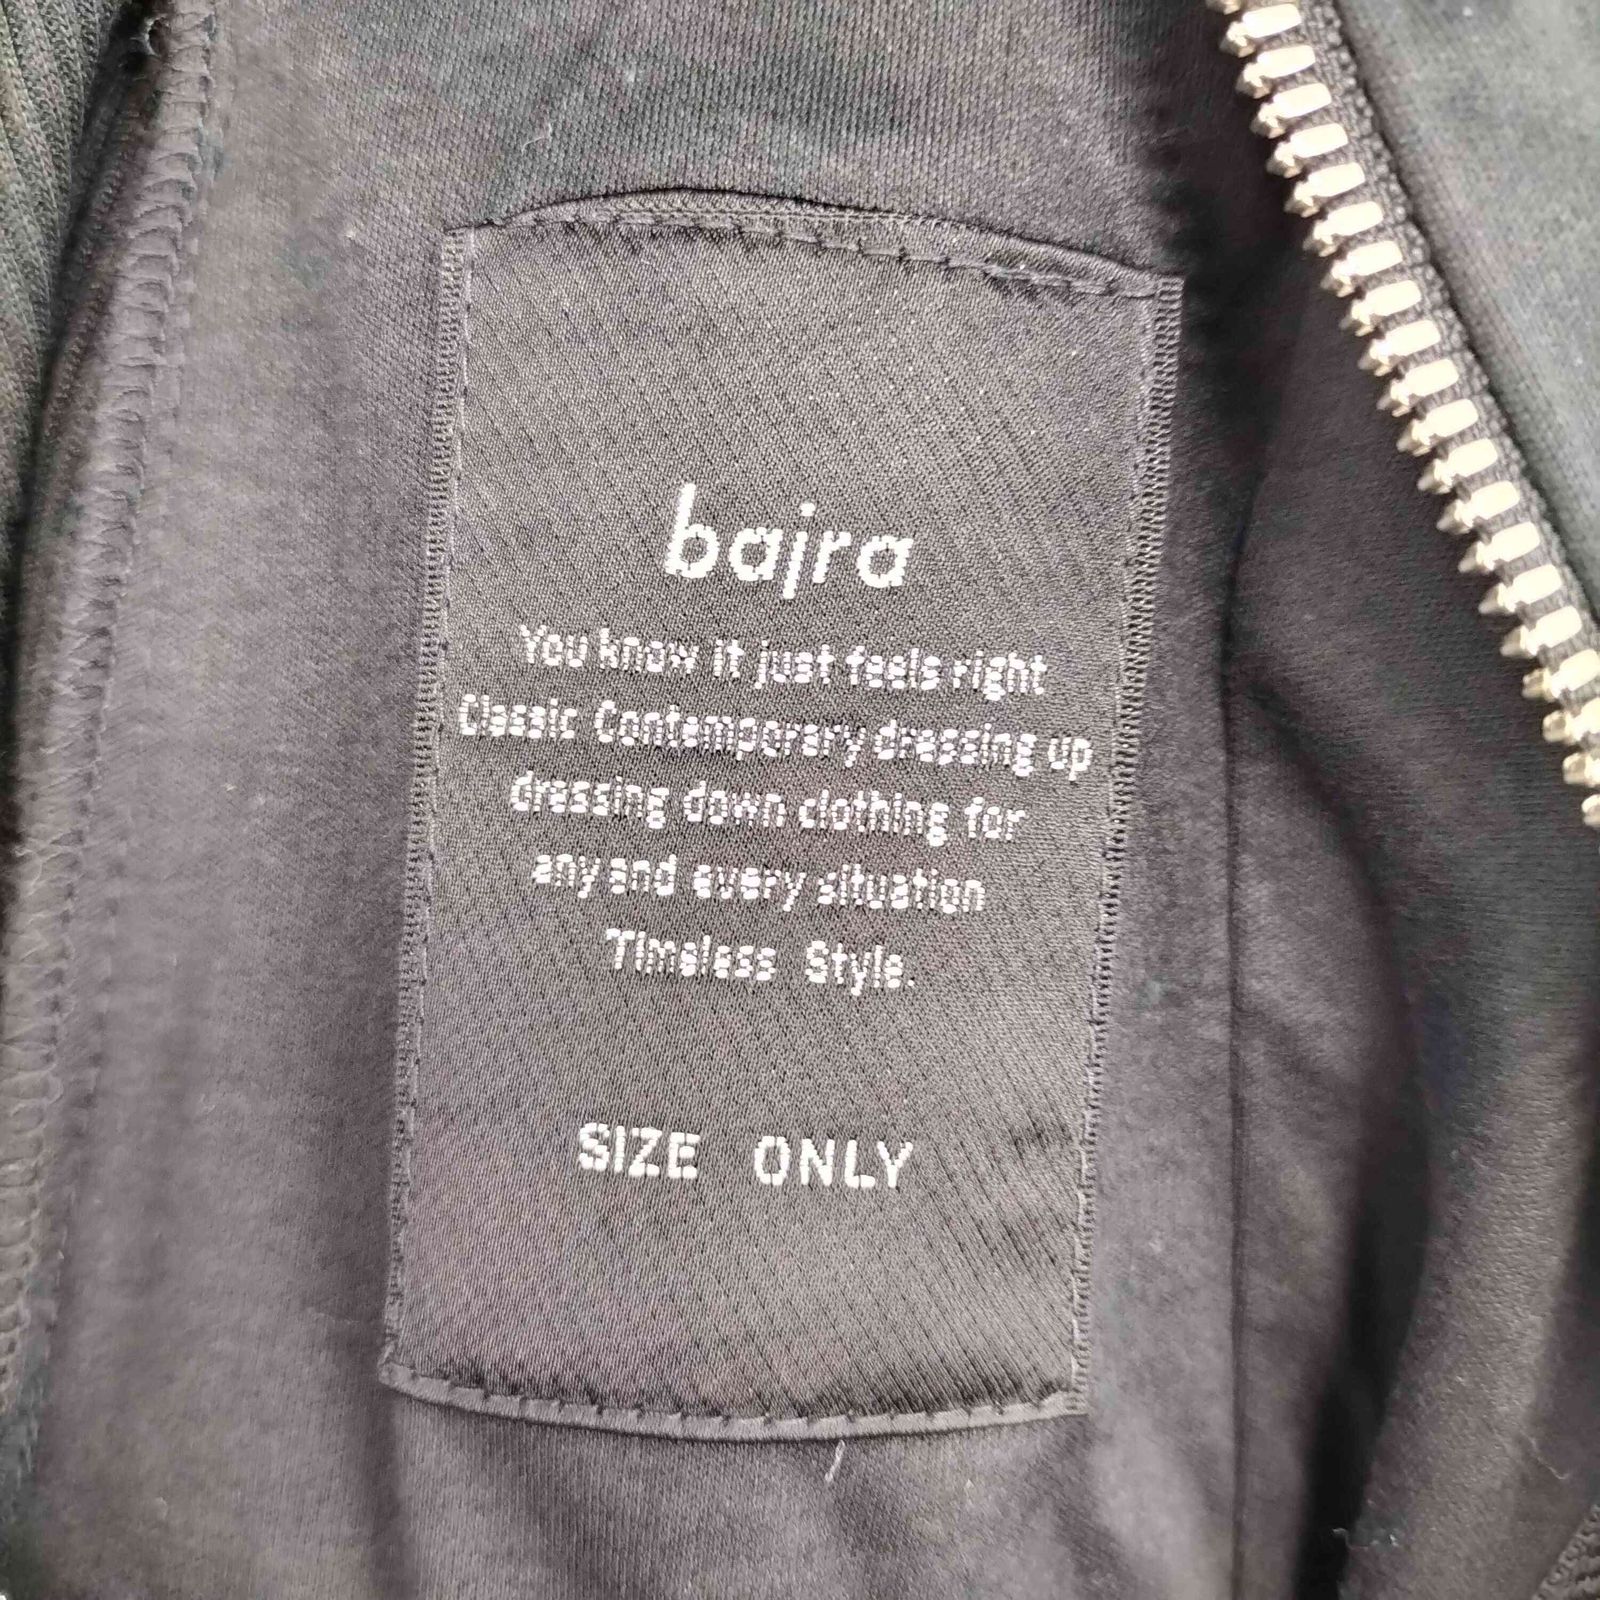 bajra
You know it just feels right
Classic Contemporary dressing up
dressing down clothing for
any and every situation
Timeless Style.
SIZE ONLY